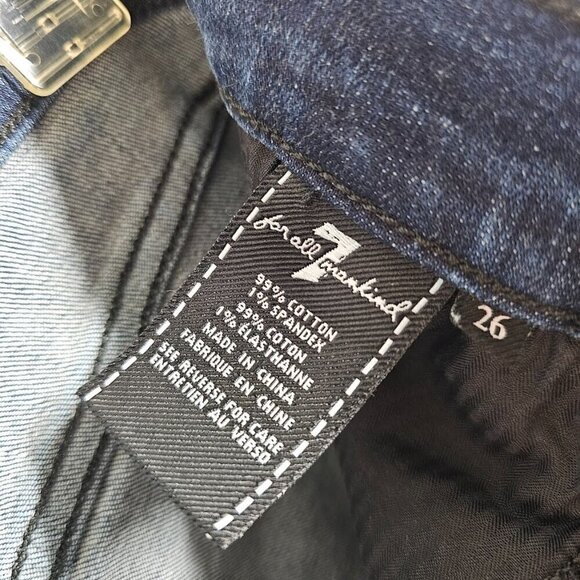 7
for all mankind
99% COTTON
1% SPANDEX
99% COTON
1% ÉLASTHANNE
MADE IN CHINA
FABRIQUE EN CHINE
SEE REVERSE FOR CARE
ENTRETIEN AU VERSO
26